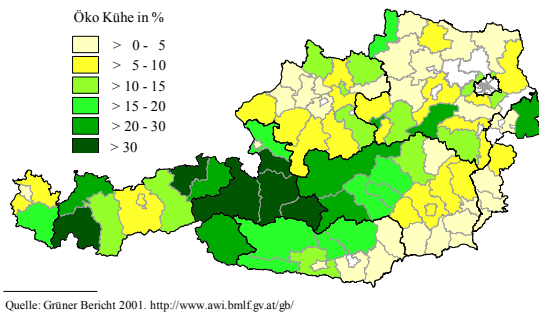 Öko Kühe in %
> 0 - 5
> 5 - 10
> 10 - 15
> 15 - 20
> 20 - 30
> 30
Quelle: Grüner Bericht 2001. http://www.awi.bmlf.gv.at/gb/